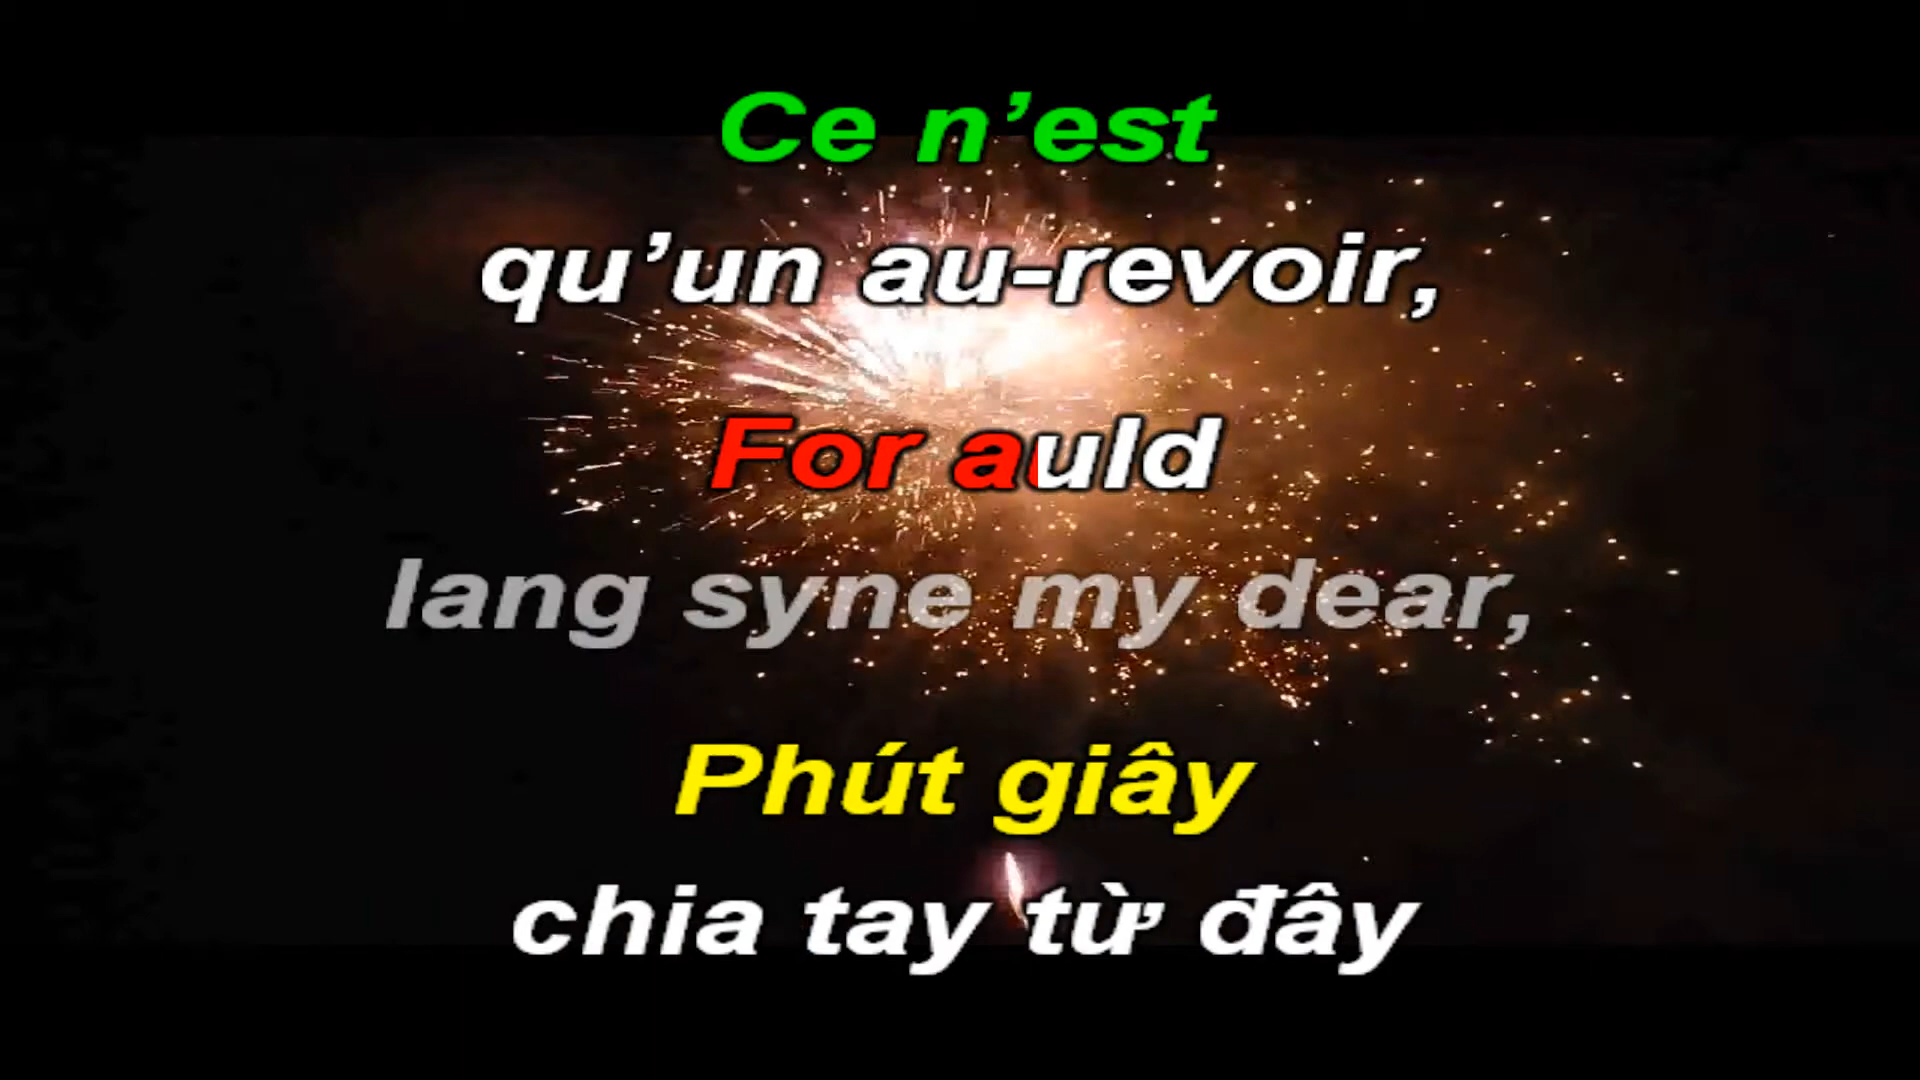 Ce n’est
qu’un au-revoir,
For auld
lang syne my dear,
Phút giây
chia tay từ đây